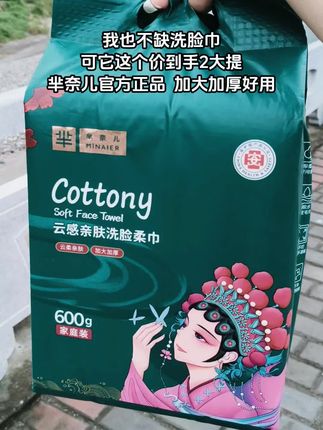 我也不缺洗脸巾
可它这个价到手2大提
芈奈儿官方正品 加大加厚好用
芈
芈奈儿
MINAIER
安
Cottony
Soft Face Towel
云感亲肤洗脸柔巾
云柔亲肤
加大加厚
600g
家庭装